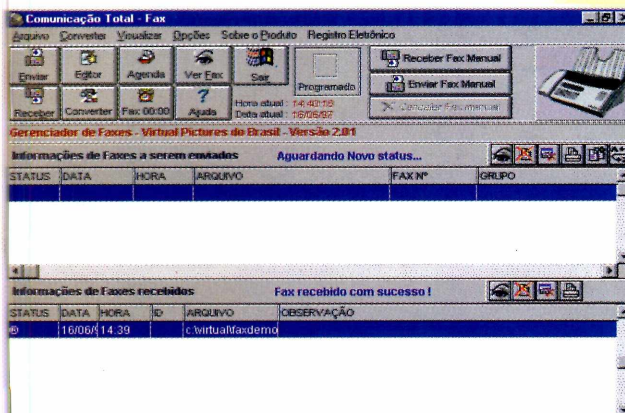 Comunicação Total - Fax
Arquivo Converter Visualizar Opções Sobre o Produto Registro Eletrônico
Enviar Editor Agenda Ver Fax Sair Programado Receber Fax Manual
Enviar Fax Manual
Receber Converter Fax 00:00 Ajuda Hora atual : 14:40:18 Cancelar Fax manual
Data atual : 16/06/97
Gerenciador de Faxes - Virtual Pictures do Brasil - Versão 2.01
Informações de Faxes a serem enviados Aguardando Novo status...
STATUS DATA HORA ARQUIVO FAX Nº GRUPO
Informações de Faxes recebidos Fax recebido com sucesso !
STATUS DATA HORA ID ARQUIVO OBSERVAÇÃO
® 16/06/9 14:39 c:\virtual\faxdemo